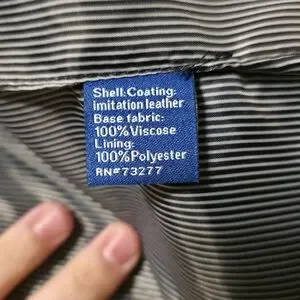 Shell:Coating:
imitation leather
Base fabric:
100%Viscose
Lining:
100%Polyester
RN#73277